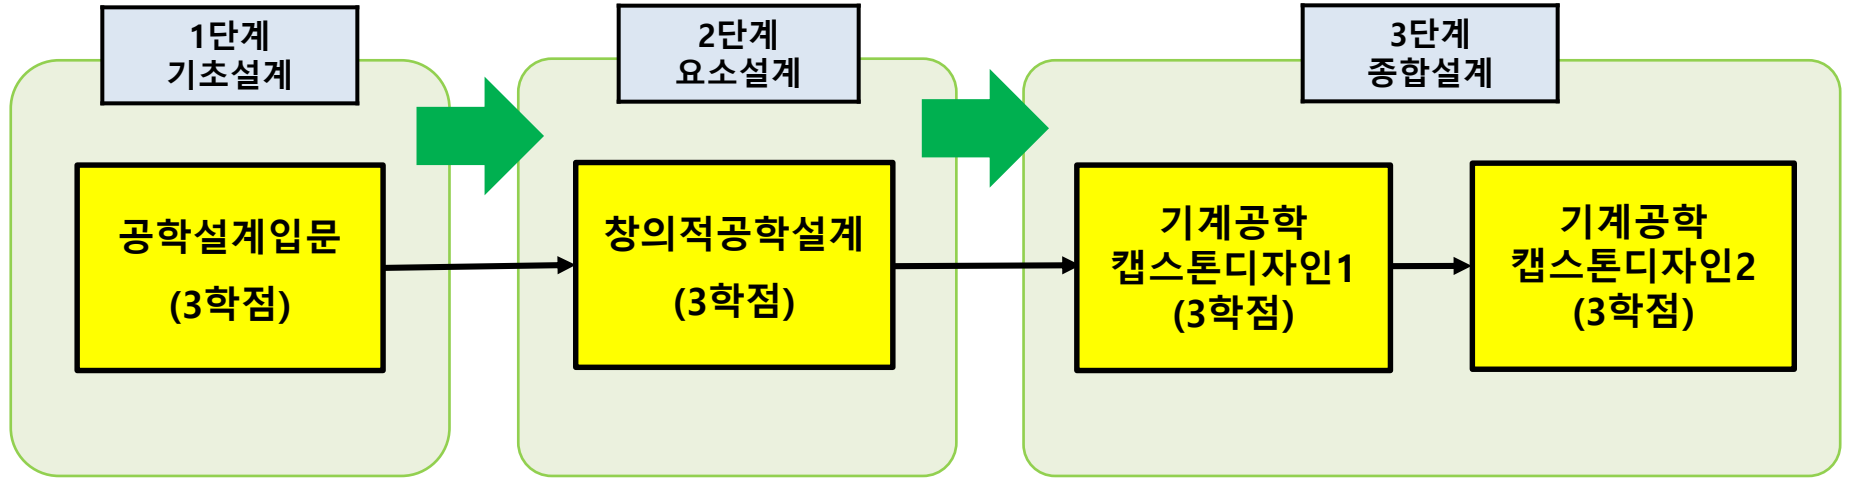 1단계
기초설계
2단계
요소설계
3단계
종합설계
공학설계입문
(3학점)
창의적공학설계
(3학점)
기계공학
캡스톤디자인1
(3학점)
기계공학
캡스톤디자인2
(3학점)